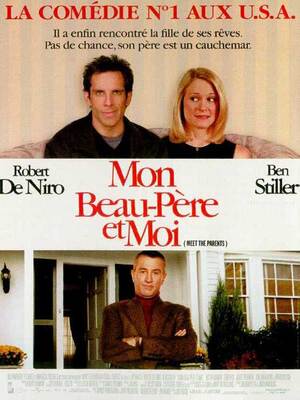 LA COMÉDIE N°1 AUX U.S.A.
Il a enfin rencontré la fille de ses rêves.
Pas de chance, son père est un cauchemar.
Robert
De Niro
Ben
Stiller
Mon
Beau-Père
et Moi
(MEET THE PARENTS)